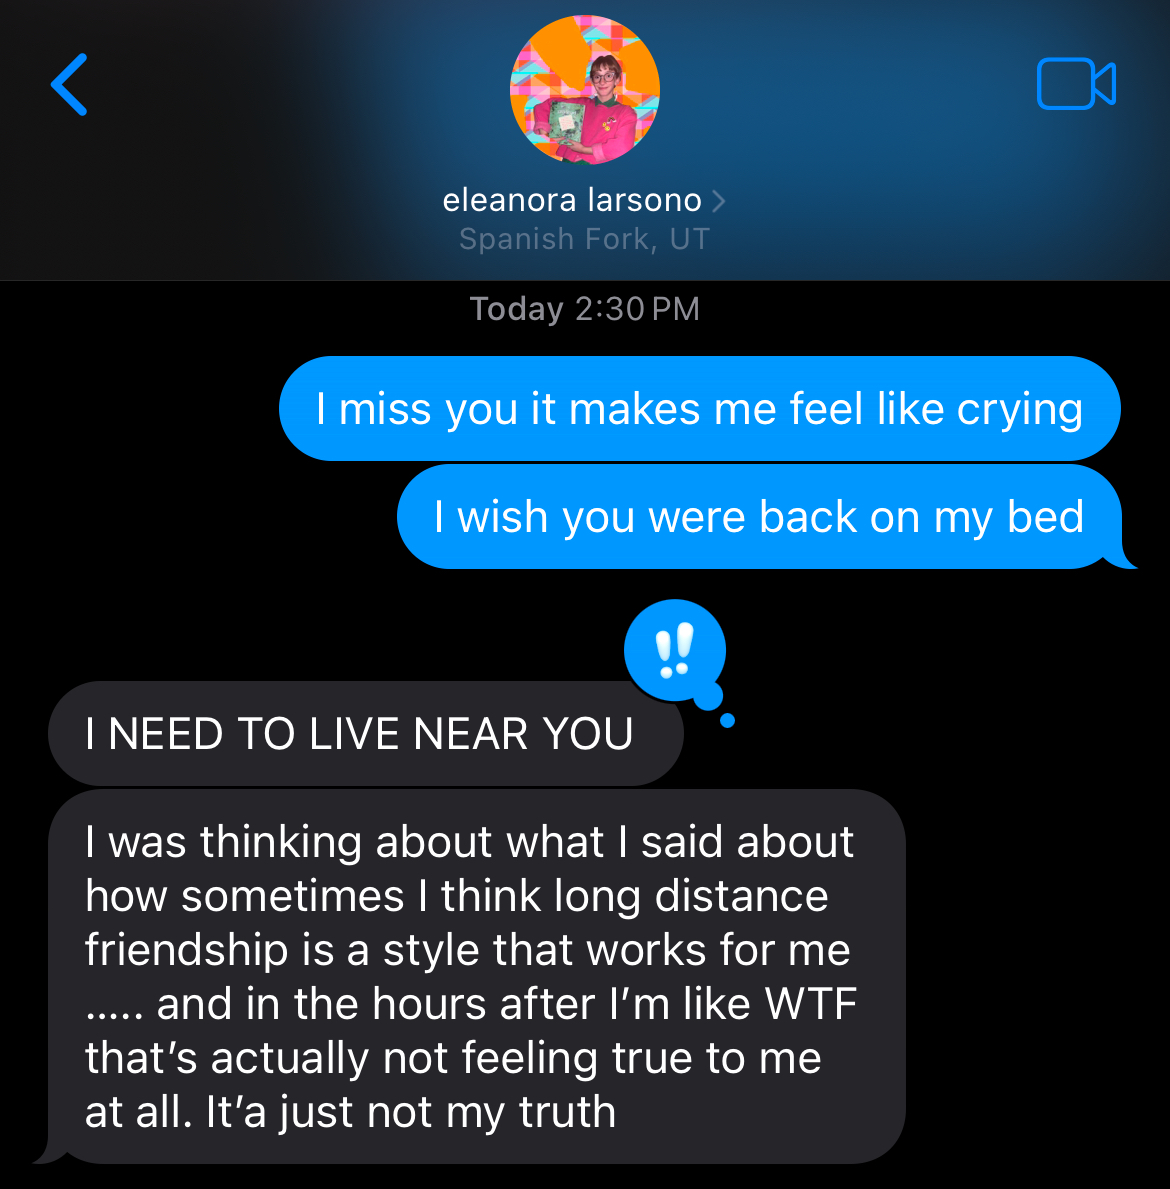 eleanora larsono
Spanish Fork, UT
Today 2:30 PM
I miss you it makes me feel like crying
I wish you were back on my bed
!!
I NEED TO LIVE NEAR YOU
I was thinking about what I said about
how sometimes I think long distance
friendship is a style that works for me
..... and in the hours after I’m like WTF
that’s actually not feeling true to me
at all. It’a just not my truth